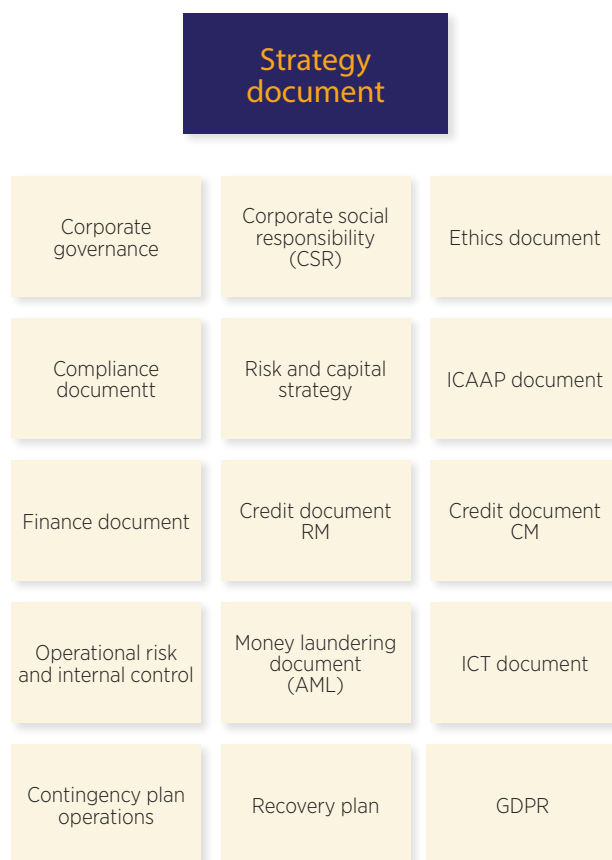 Strategy
document
Corporate
governance
Corporate social
responsibility
(CSR)
Ethics document
Compliance
documentt
Risk and capital
strategy
ICAAP document
Finance document
Credit document
RM
Credit document
CM
Operational risk
and internal control
Money laundering
document
(AML)
ICT document
Contingency plan
operations
Recovery plan
GDPR